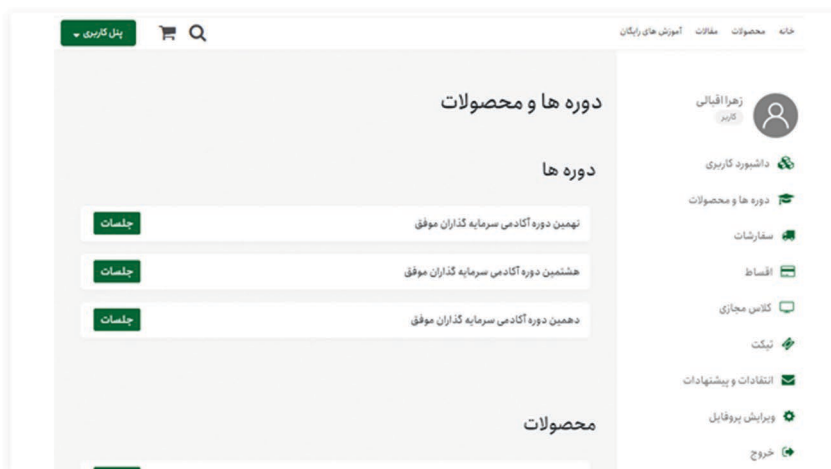 خانه محصولات مقالات آموزش های رایگان
پنل کاربری
زهرا اقبالی
کاربر
داشبورد کاربری
دوره ها و محصولات
سفارشات
اقساط
کلاس مجازی
تیکت
انتقادات و پیشنهادات
ویرایش پروفایل
خروج
دوره ها و محصولات
دوره ها
نهمین دوره آکادمی سرمایه گذاران موفق
جلسات
هشتمین دوره آکادمی سرمایه گذاران موفق
جلسات
دهمین دوره آکادمی سرمایه گذاران موفق
جلسات
محصولات